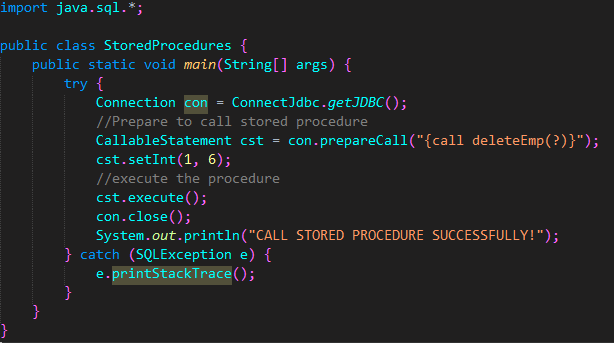 import java.sql.*;
public class StoredProcedures {
public static void main(String[] args) {
try {
Connection con = ConnectJdbc.getJDBC();
//Prepare to call stored procedure
CallableStatement cst = con.prepareCall("{call deleteEmp(?)}");
cst.setInt(1, 6);
//execute the procedure
cst.execute();
con.close();
System.out.println("CALL STORED PROCEDURE SUCCESSFULLY!");
} catch (SQLException e) {
e.printStackTrace();
}
}
}